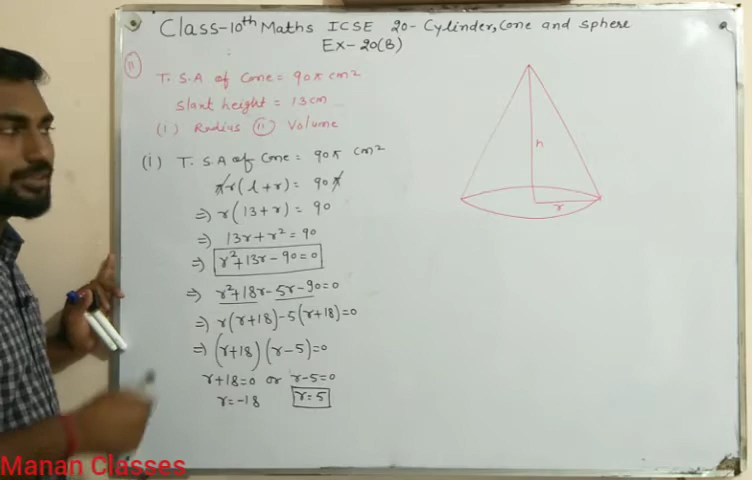 Class-10th Maths ICSE 20- Cylinder, Cone and sphere
Ex-20(B)
11
T.S.A of Cone = 90π cm²
slant height = 13cm
(i) Radius (ii) Volume
(i) T.S.A of Cone = 90π cm²
πr(l+r) = 90π
=> r(13+r) = 90
=> 13r+r² = 90
=> r²+13r-90=0
=> r²+18r-5r-90=0
=> r(r+18)-5(r+18)=0
=> (r+18)(r-5)=0
r+18=0 or r-5=0
r=-18 r=5
h
r
Manan Classes